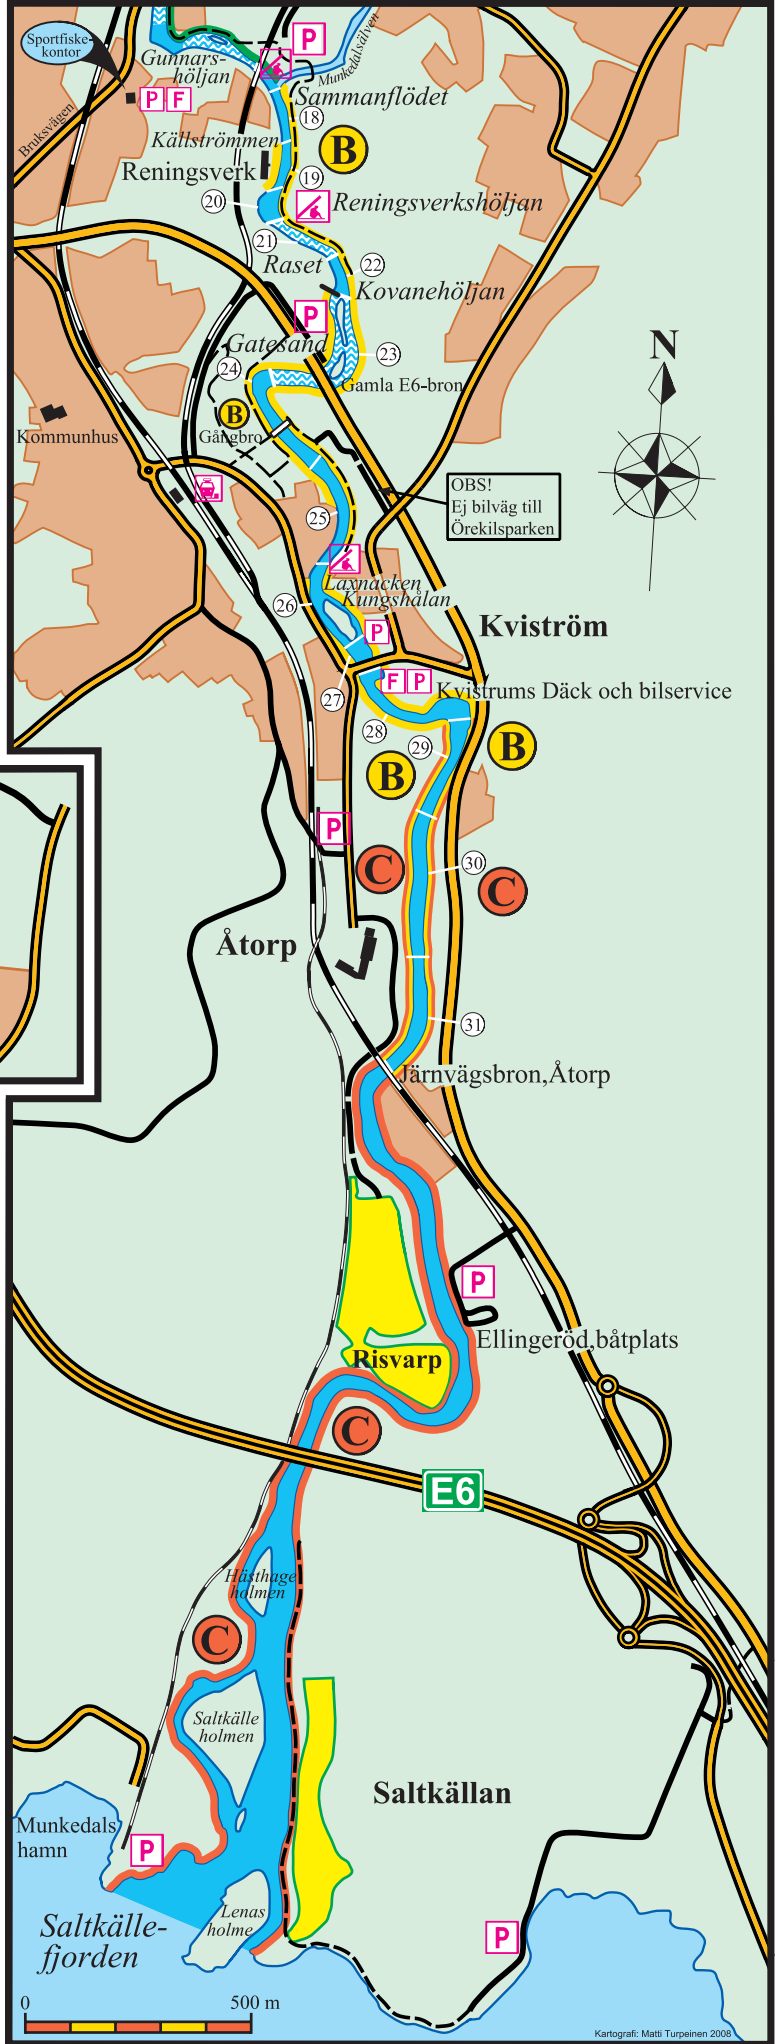 Sportfiske-
kontor
P F
Bruksvägen
Gunnars-
höljan
P
Munkedalsälven
Sammanflödet
18
Källströmmen
B
Reningsverk
19
20
Reningsverkshöljan
21
Raset
22
Kovanehöljan
P
Gatesand
23
24
Gamla E6-bron
N
B
Kommunhus
Gångbro
OBS!
Ej bilväg till
Örekilsparken
25
Laxnacken
Kungshålan
26
P
Kviström
27
F P
Kvistrums Däck och bilservice
28
29
B
B
P
C
30
C
Åtorp
31
Järnvägsbron,Åtorp
P
Ellingeröd,båtplats
Risvarp
C
E6
Hästhage
holmen
C
Saltkälle
holmen
Saltkällan
Munkedals
hamn
P
Lenas
holme
P
Saltkälle-
fjorden
0 500 m
Kartografi: Matti Turpeinen 2008